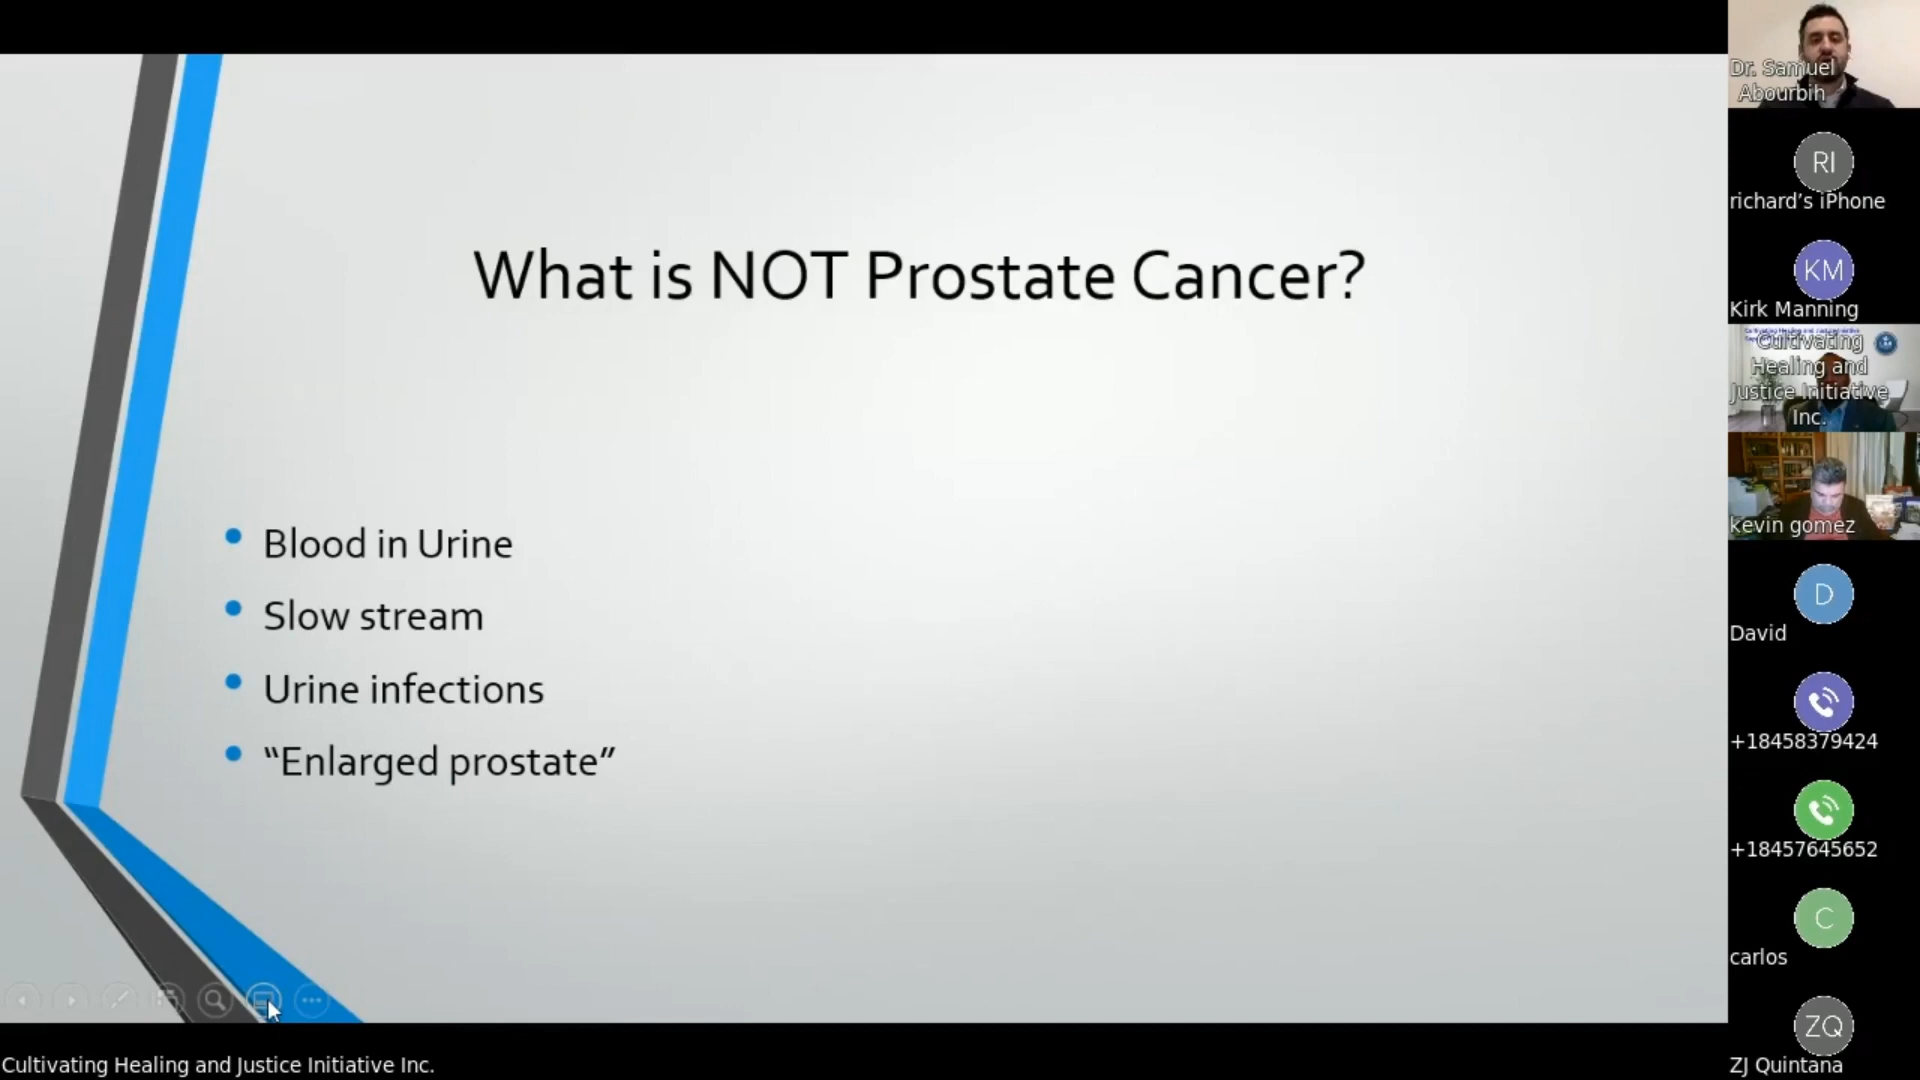 What is NOT Prostate Cancer?
Blood in Urine
Slow stream
Urine infections
“Enlarged prostate”
Cultivating Healing and Justice Initiative Inc.
Dr. Samuel
Abourbih
RI
richard’s iPhone
KM
Kirk Manning
Cultivating
Healing and
Justice Initiative
Inc.
kevin gomez
D
David
+18458379424
+18457645652
C
carlos
ZQ
ZJ Quintana